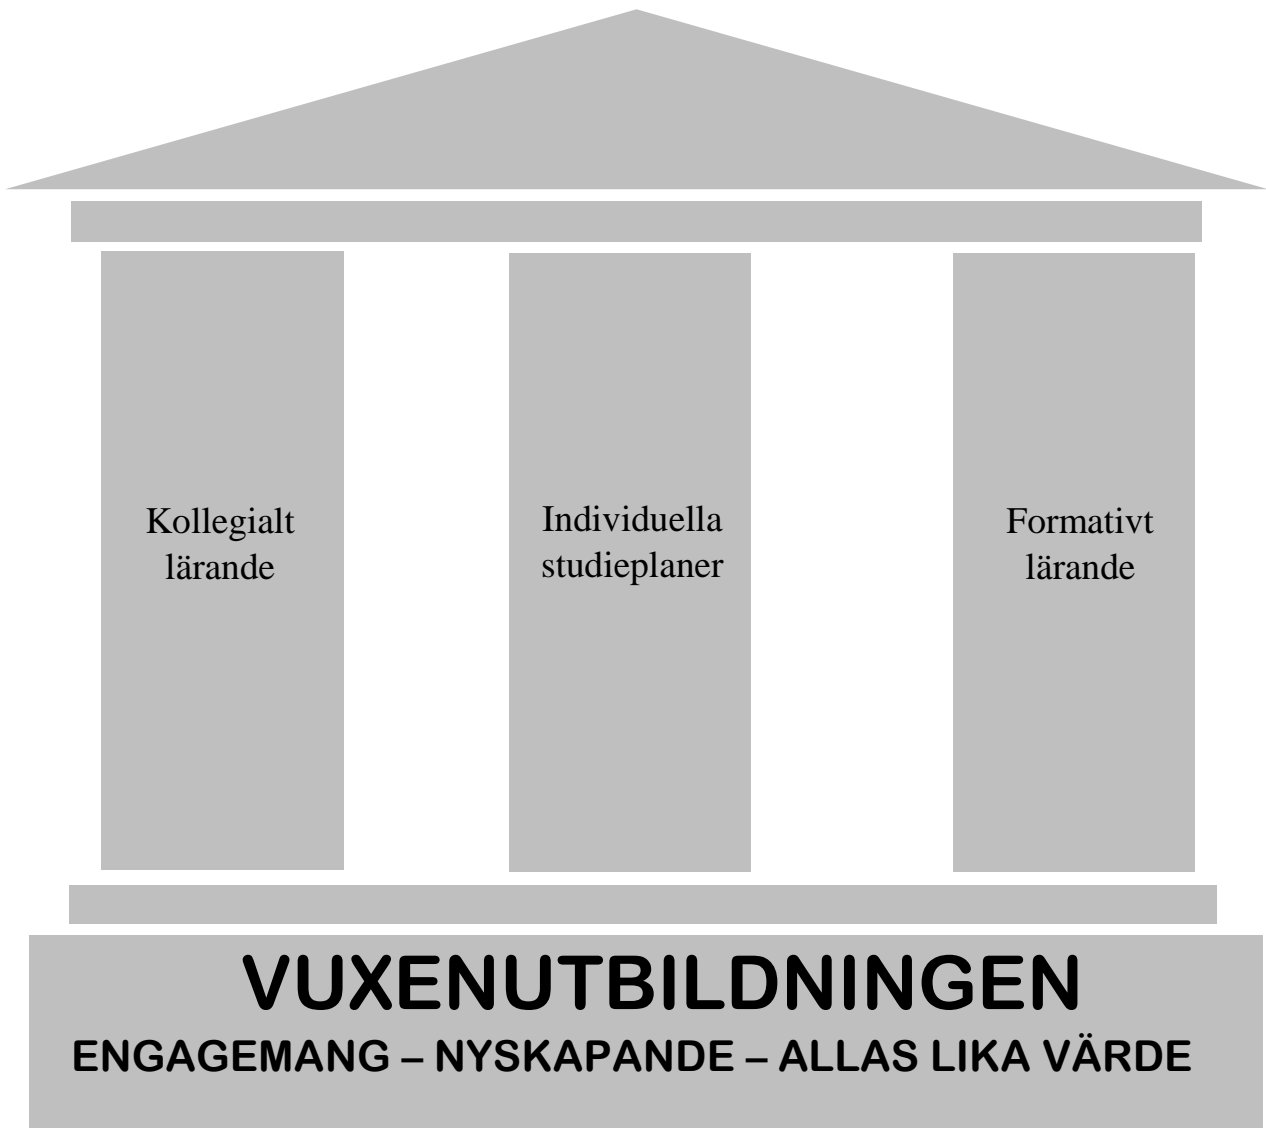 Kollegialt
lärande
Individuella
studieplaner
Formativt
lärande
VUXENUTBILDNINGEN
ENGAGEMANG – NYSKAPANDE – ALLAS LIKA VÄRDE